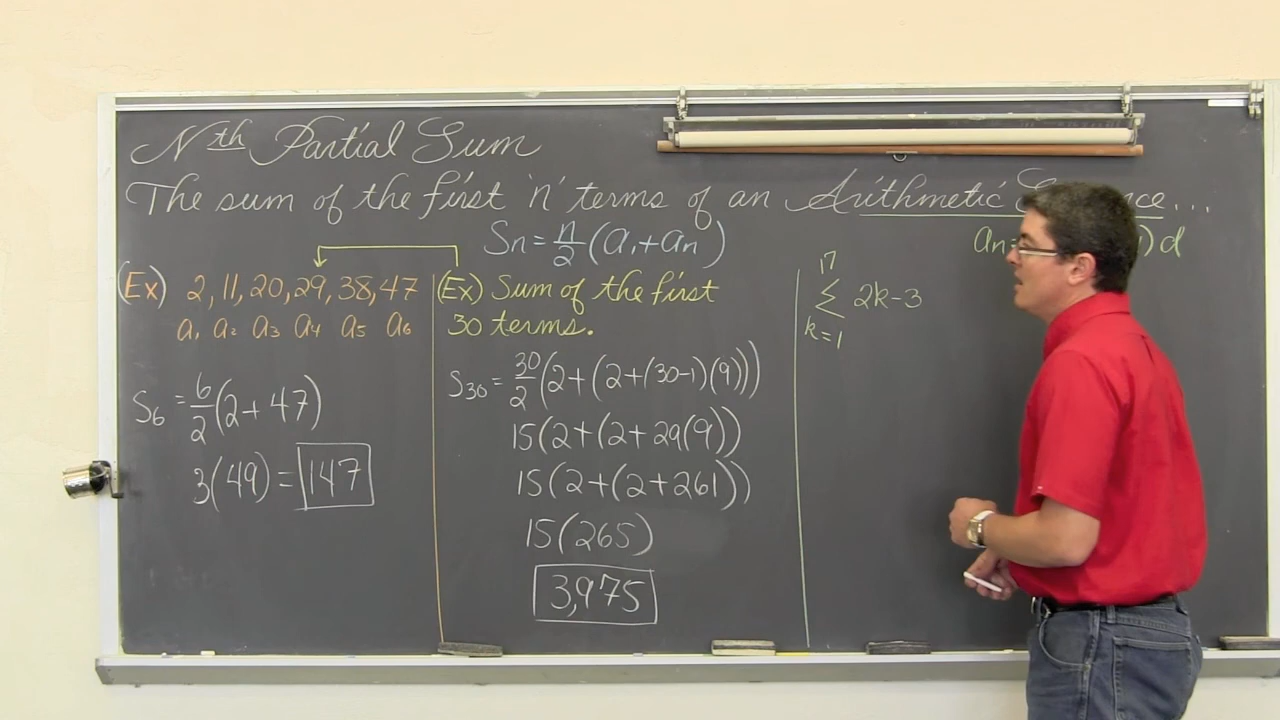 Nth Partial Sum
The sum of the first 'n' terms of an Arithmetic ...
Sn = n/2 (a1 + an)
an= )d
(Ex) 2, 11, 20, 29, 38, 47
a1 a2 a3 a4 a5 a6
S6 = 6/2 (2 + 47)
3(49) = 147
(Ex) Sum of the first
30 terms.
S30 = 30/2 (2+(2+(30-1)(9)))
15(2+(2+29(9))
15(2+(2+261))
15(265)
3,975
17
Σ 2k-3
k=1